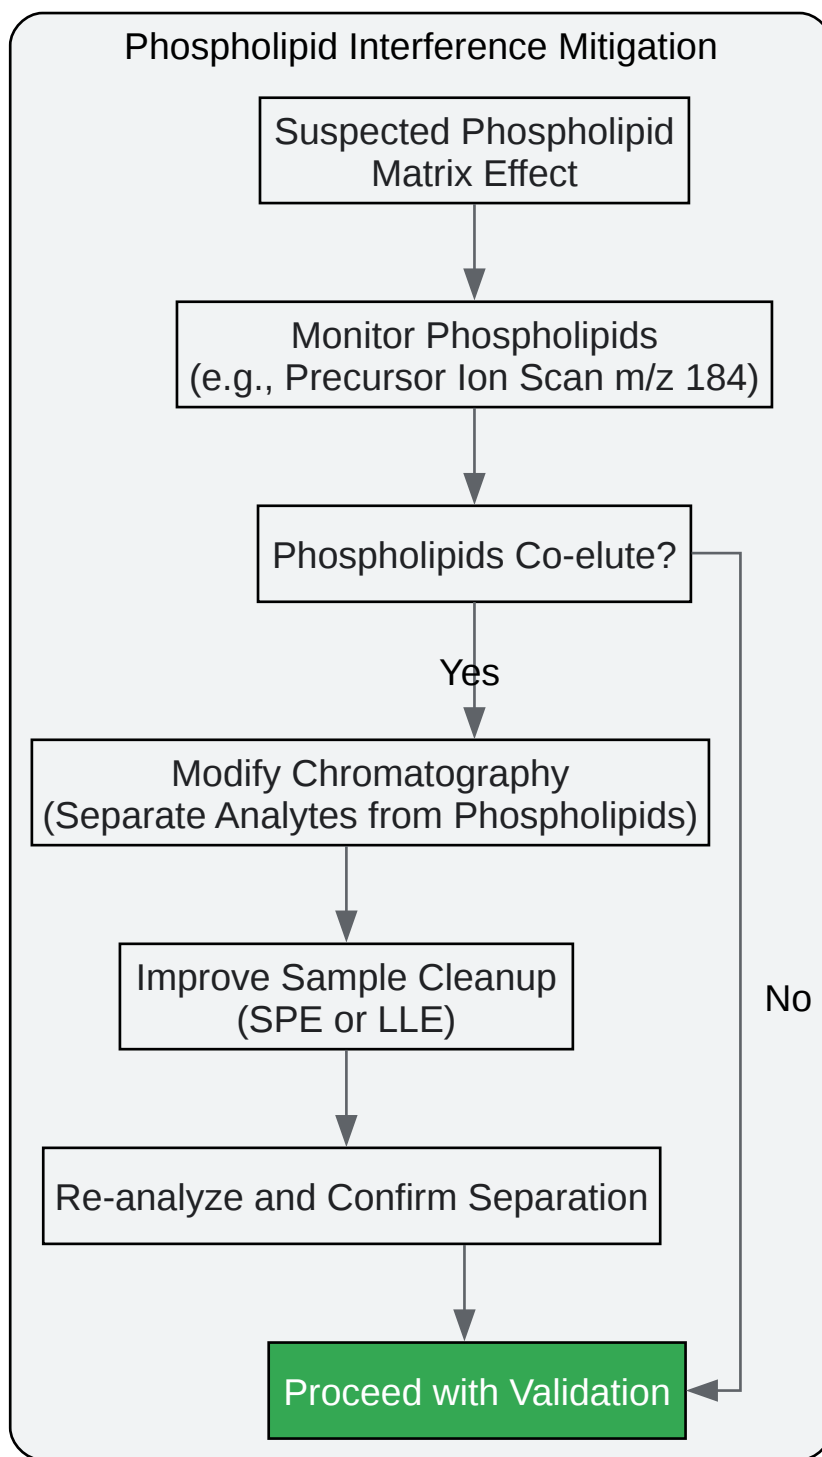 Phospholipid Interference Mitigation
Suspected Phospholipid
Matrix Effect
Monitor Phospholipids
(e.g., Precursor Ion Scan m/z 184)
Phospholipids Co-elute?
Yes
Modify Chromatography
(Separate Analytes from Phospholipids)
Improve Sample Cleanup
(SPE or LLE)
No
Re-analyze and Confirm Separation
Proceed with Validation